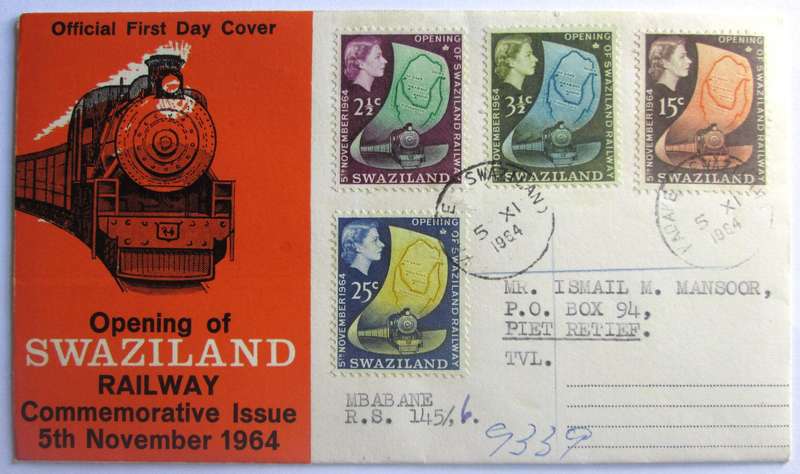 Official First Day Cover
Opening of
SWAZILAND
RAILWAY
Commemorative Issue
5th November 1964
2½c
OPENING OF SWAZILAND RAILWAY
5TH NOVEMBER 1964
SWAZILAND
3½c
OPENING OF SWAZILAND RAILWAY
5TH NOVEMBER 1964
SWAZILAND
15c
OPENING OF SWAZILAND RAILWAY
5TH NOVEMBER 1964
SWAZILAND
25c
OPENING OF SWAZILAND RAILWAY
5TH NOVEMBER 1964
SWAZILAND
(SWAZILAND)
5 XI
1964
5 XI
1964
MR. ISMAIL M. MANSOOR,
P.O. BOX 94,
PIET RETIEF.
TVL.
MBABANE
R.S. 145/,6.
9339